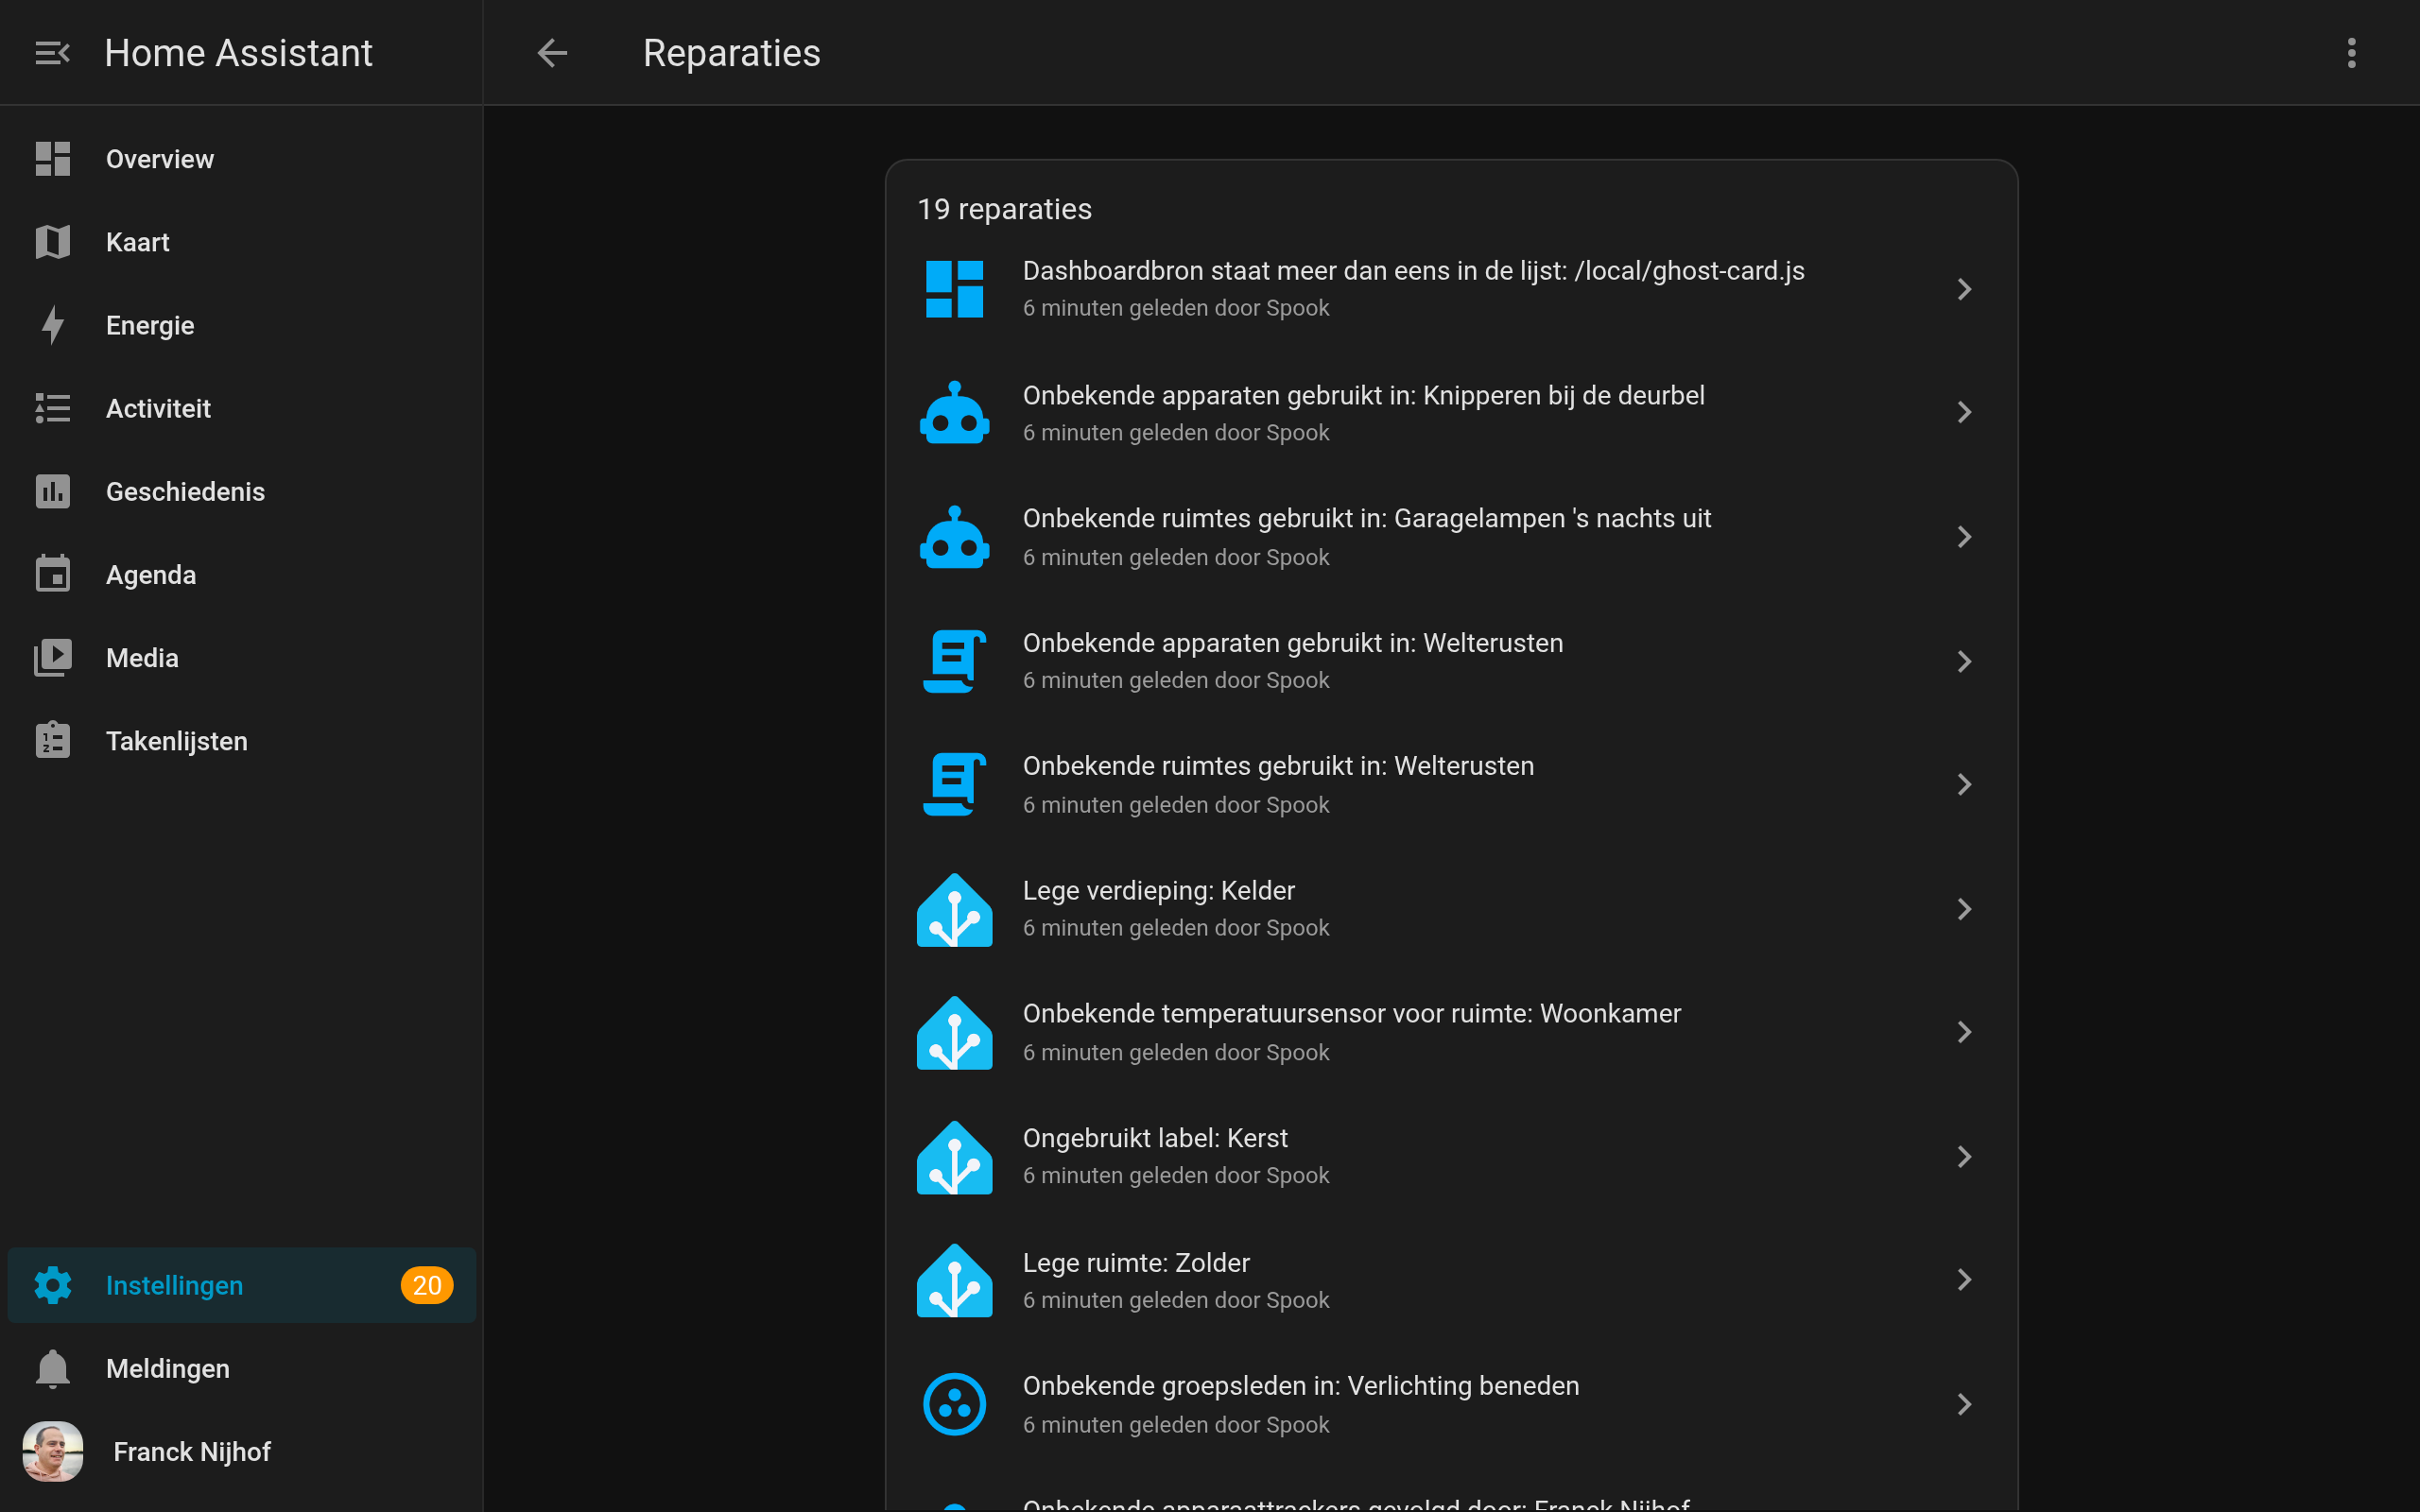 Home Assistant
Reparaties
Overview
Kaart
Energie
Activiteit
Geschiedenis
Agenda
Media
Takenlijsten
Instellingen
20
Meldingen
Franck Nijhof
19 reparaties
Dashboardbron staat meer dan eens in de lijst: /local/ghost-card.js
6 minuten geleden door Spook
Onbekende apparaten gebruikt in: Knipperen bij de deurbel
6 minuten geleden door Spook
Onbekende ruimtes gebruikt in: Garagelampen 's nachts uit
6 minuten geleden door Spook
Onbekende apparaten gebruikt in: Welterusten
6 minuten geleden door Spook
Onbekende ruimtes gebruikt in: Welterusten
6 minuten geleden door Spook
Lege verdieping: Kelder
6 minuten geleden door Spook
Onbekende temperatuursensor voor ruimte: Woonkamer
6 minuten geleden door Spook
Ongebruikt label: Kerst
6 minuten geleden door Spook
Lege ruimte: Zolder
6 minuten geleden door Spook
Onbekende groepsleden in: Verlichting beneden
6 minuten geleden door Spook
Onbekende apparaattrackers gevolgd door: Franck Nijhof